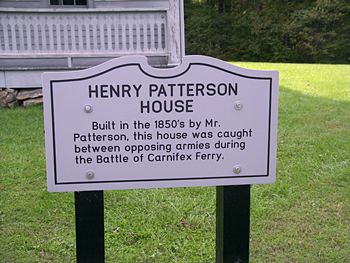 HENRY PATTERSON
HOUSE
Built in the 1850's by Mr.
Patterson, this house was caught
between opposing armies during
the Battle of Carnifex Ferry.